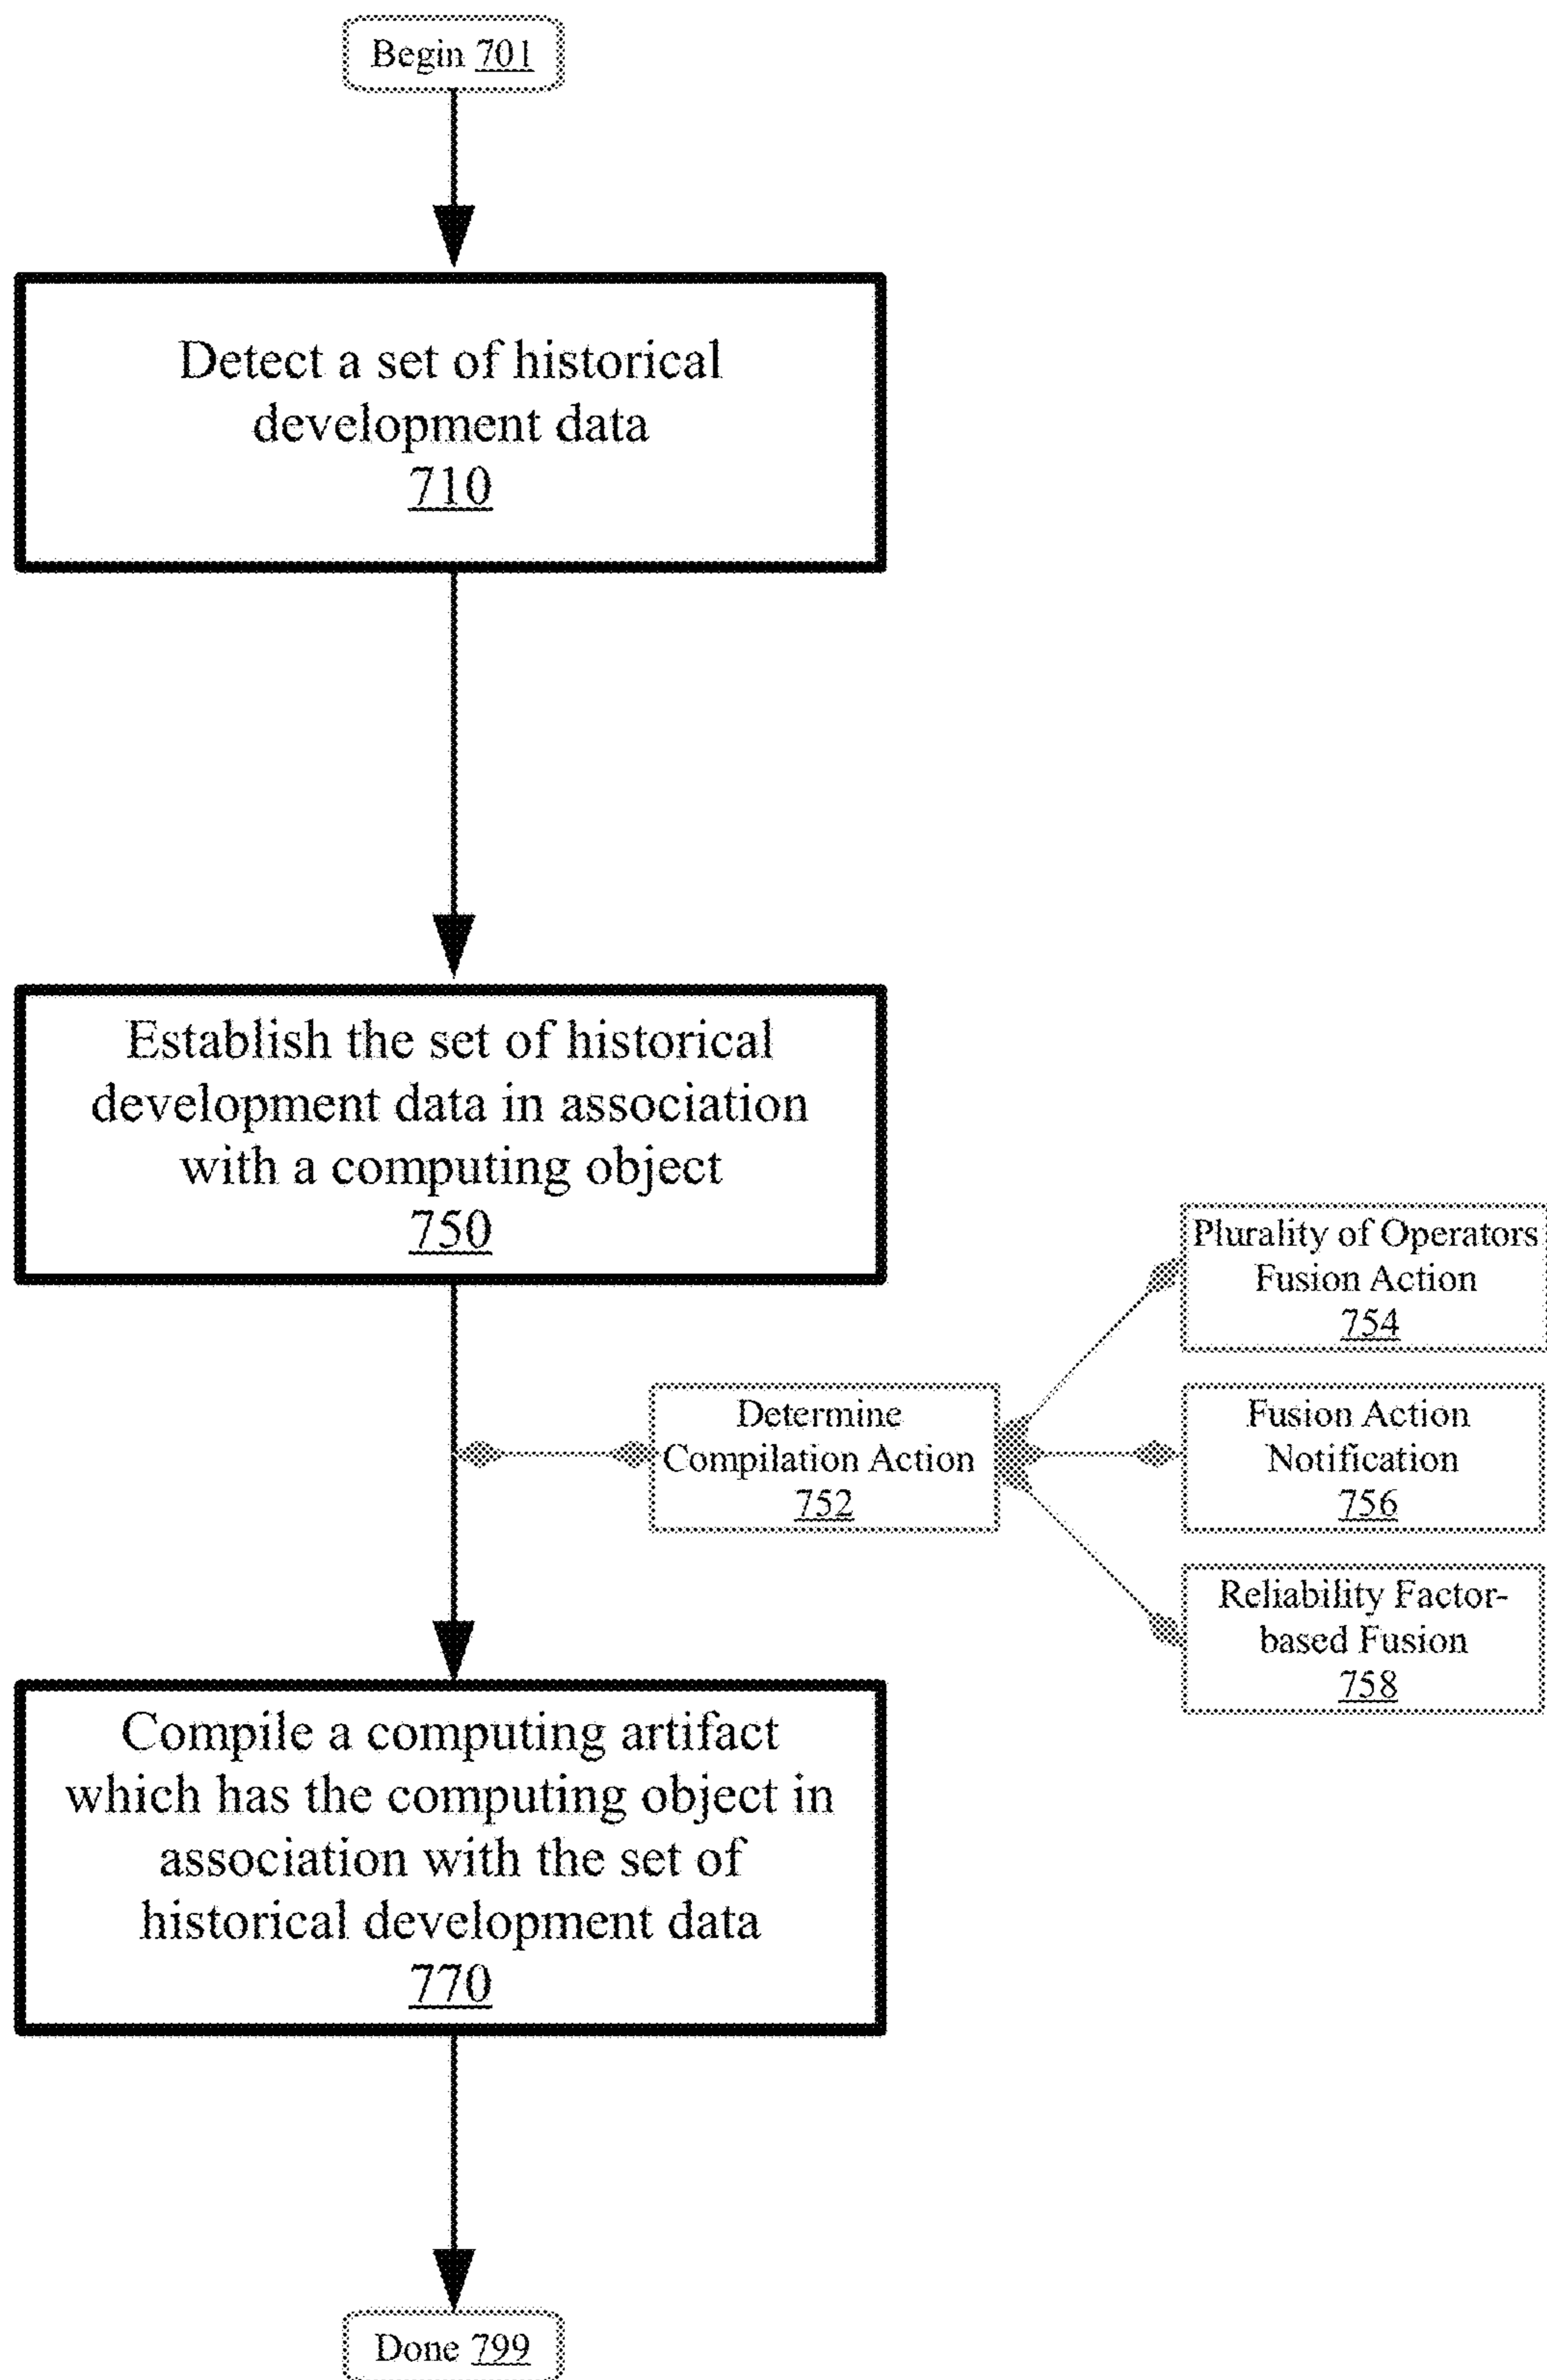 Begin 701
Detect a set of historical
development data
710
Establish the set of historical
development data in association
with a computing object
750
Plurality of Operators
Fusion Action
754
Determine
Compilation Action
752
Fusion Action
Notification
756
Reliability Factor-
based Fusion
758
Compile a computing artifact
which has the computing object in
association with the set of
historical development data
770
Done 799